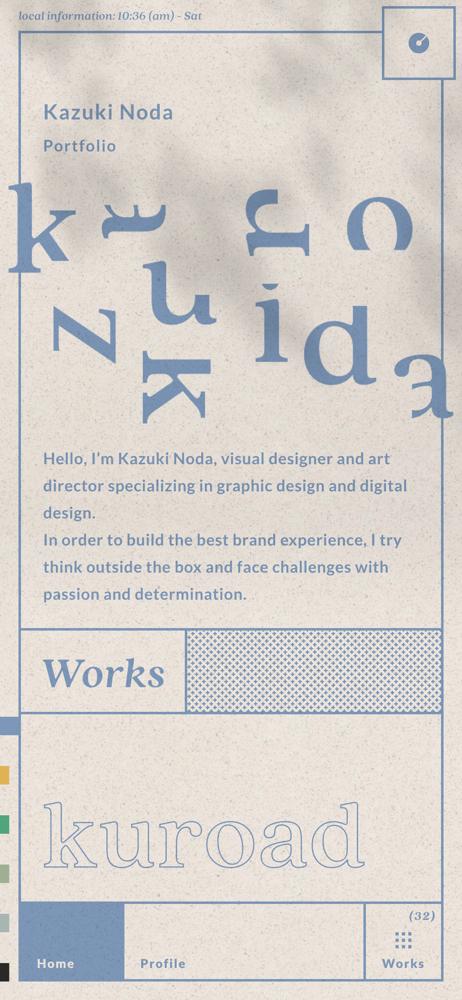 local information: 10:36 (am) - Sat
Kazuki Noda
Portfolio
kazuki noda
Hello, I'm Kazuki Noda, visual designer and art
director specializing in graphic design and digital
design.
In order to build the best brand experience, I try
think outside the box and face challenges with
passion and determination.
Works
kuroad
(32)
Home
Profile
Works